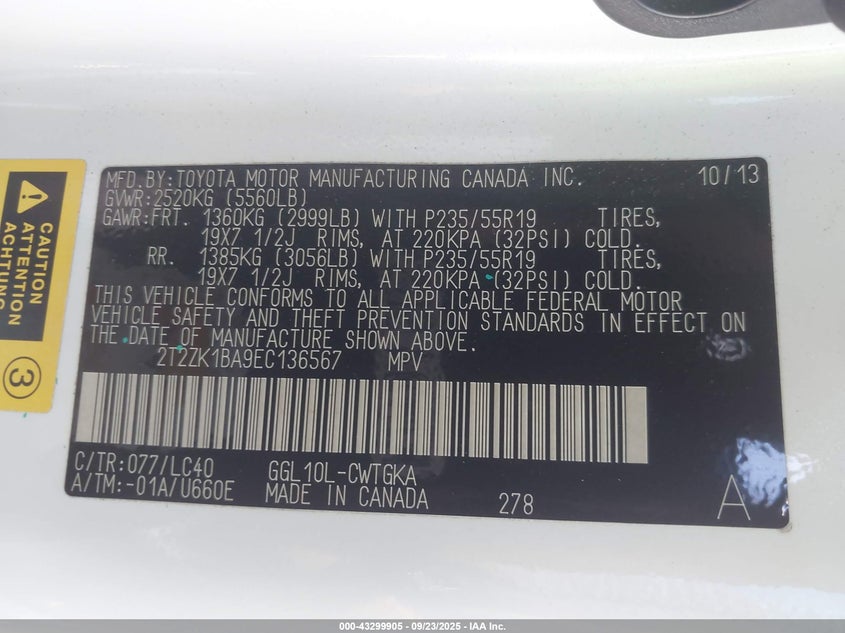 CAUTION
ATTENTION
ACHTUNG
3
MFD.BY:TOYOTA MOTOR MANUFACTURING CANADA INC. 10/13
GVWR:2520KG (5560LB)
GAWR:FRT. 1360KG (2999LB) WITH P235/55R19 TIRES,
19X7 1/2J RIMS, AT 220KPA (32PSI) COLD.
RR. 1385KG (3056LB) WITH P235/55R19 TIRES,
19X7 1/2J RIMS, AT 220KPA (32PSI) COLD.
THIS VEHICLE CONFORMS TO ALL APPLICABLE FEDERAL MOTOR
VEHICLE SAFETY AND THEFT PREVENTION STANDARDS IN EFFECT ON
THE DATE OF MANUFACTURE SHOWN ABOVE.
2T2ZK1BA9EC136567 MPV
C/TR:077/LC40 GGL10L-CWTGKA
A/TM:-01A/U660E MADE IN CANADA 278 A
000-43299905 - 09/23/2025 - IAA Inc.